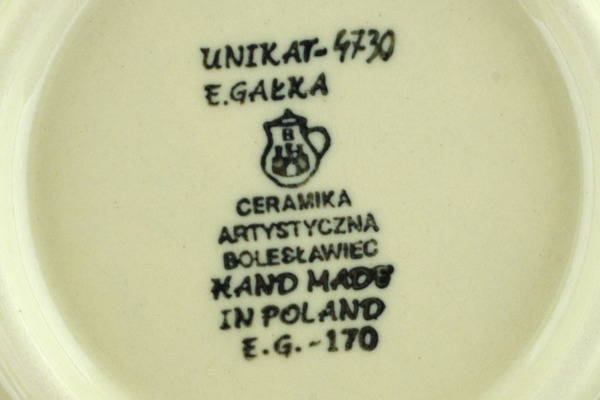 UNIKAT-4730
E.GAŁKA
B
CERAMIKA
ARTYSTYCZNA
BOLESŁAWIEC
HAND MADE
IN POLAND
E.G.-170